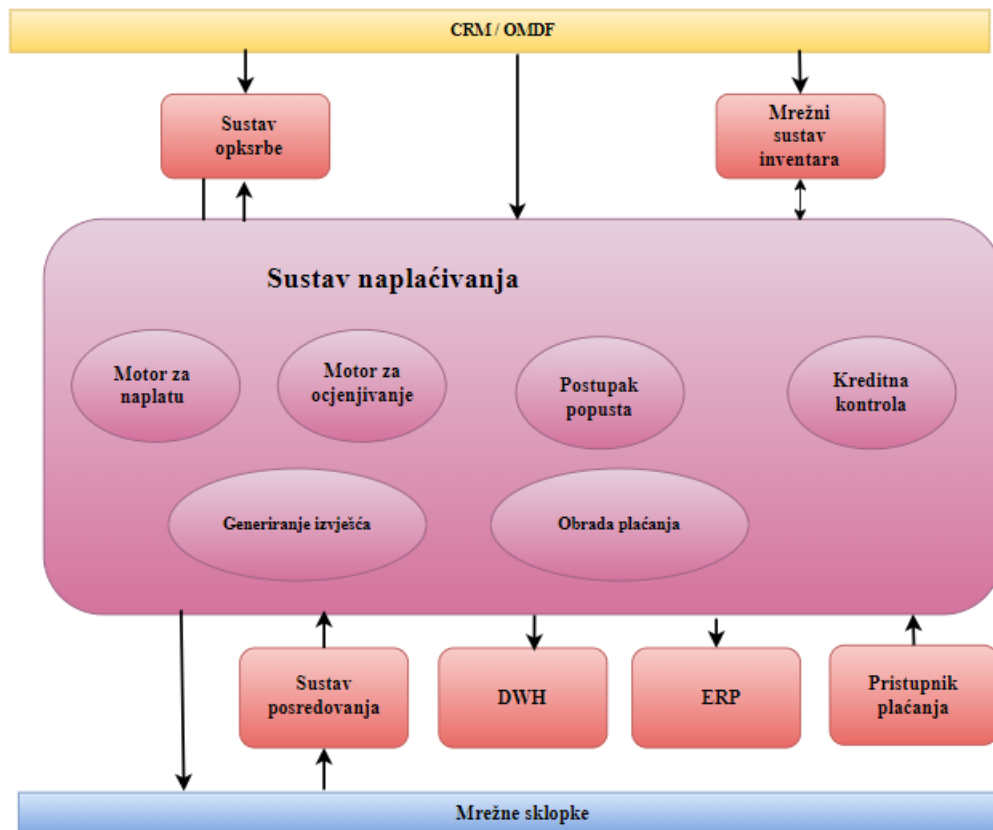 CRM / OMDF
Sustav
opksrbe
Mrežni
sustav
inventara
Sustav naplaćivanja
Motor za
naplatu
Motor za
ocjenjivanje
Postupak
popusta
Kreditna
kontrola
Generiranje izvješća
Obrada plaćanja
Sustav
posredovanja
DWH
ERP
Pristupnik
plaćanja
Mrežne sklopke